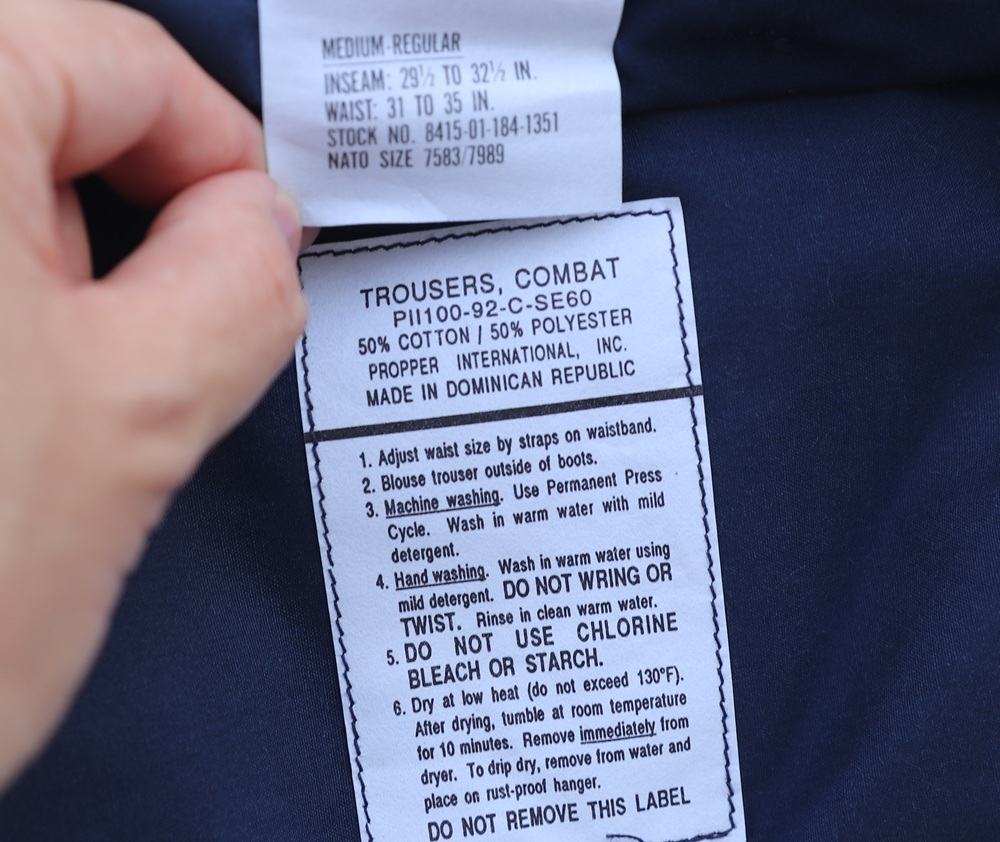 MEDIUM-REGULAR
INSEAM: 29½ TO 32½ IN.
WAIST: 31 TO 35 IN.
STOCK NO. 8415-01-184-1351
NATO SIZE 7583/7989
TROUSERS, COMBAT
PII100-92-C-SE60
50% COTTON / 50% POLYESTER
PROPPER INTERNATIONAL, INC.
MADE IN DOMINICAN REPUBLIC
1. Adjust waist size by straps on waistband.
2. Blouse trouser outside of boots.
3. Machine washing. Use Permanent Press
Cycle. Wash in warm water with mild
detergent.
4. Hand washing. Wash in warm water using
mild detergent. DO NOT WRING OR
TWIST. Rinse in clean warm water.
5. DO NOT USE CHLORINE
BLEACH OR STARCH.
6. Dry at low heat (do not exceed 130°F).
After drying, tumble at room temperature
for 10 minutes. Remove immediately from
dryer. To drip dry, remove from water and
place on rust-proof hanger.
DO NOT REMOVE THIS LABEL